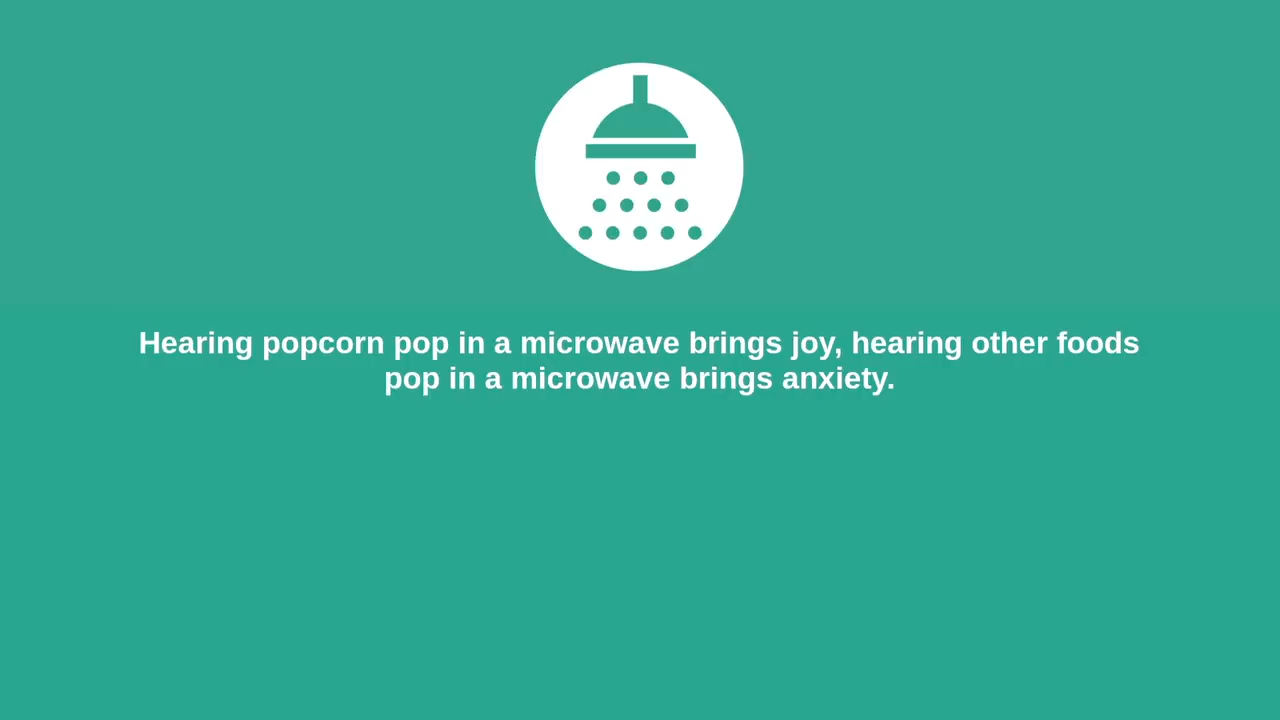 Hearing popcorn pop in a microwave brings joy, hearing other foods
pop in a microwave brings anxiety.